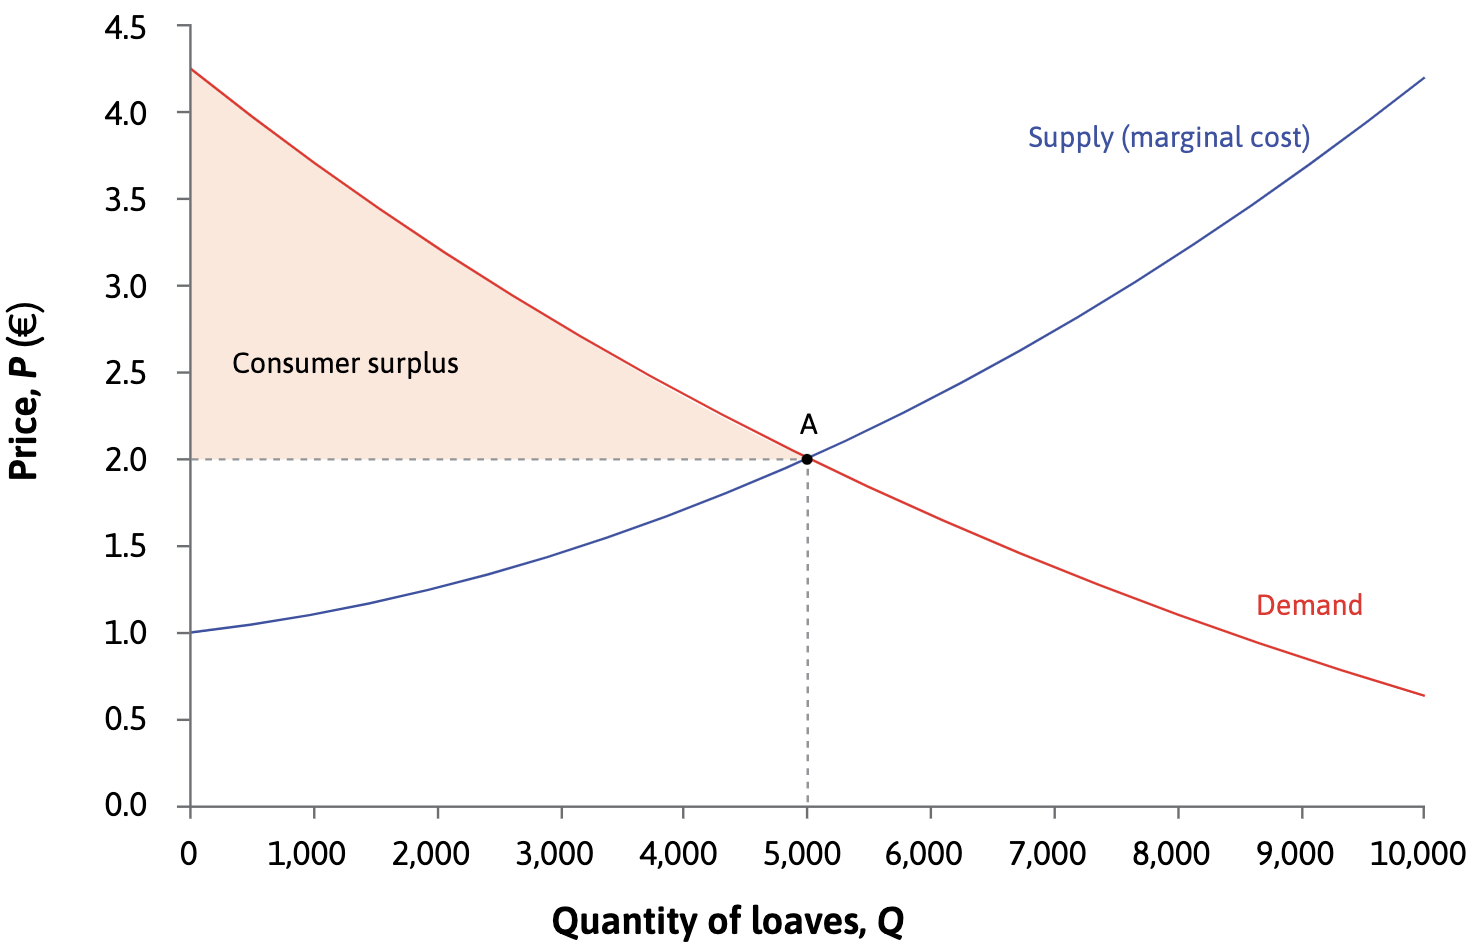 4.5
4.0
3.5
3.0
2.5
2.0
1.5
1.0
0.5
0.0
Price, P (€)
Supply (marginal cost)
Consumer surplus
A
Demand
0 1,000 2,000 3,000 4,000 5,000 6,000 7,000 8,000 9,000 10,000
Quantity of loaves, Q